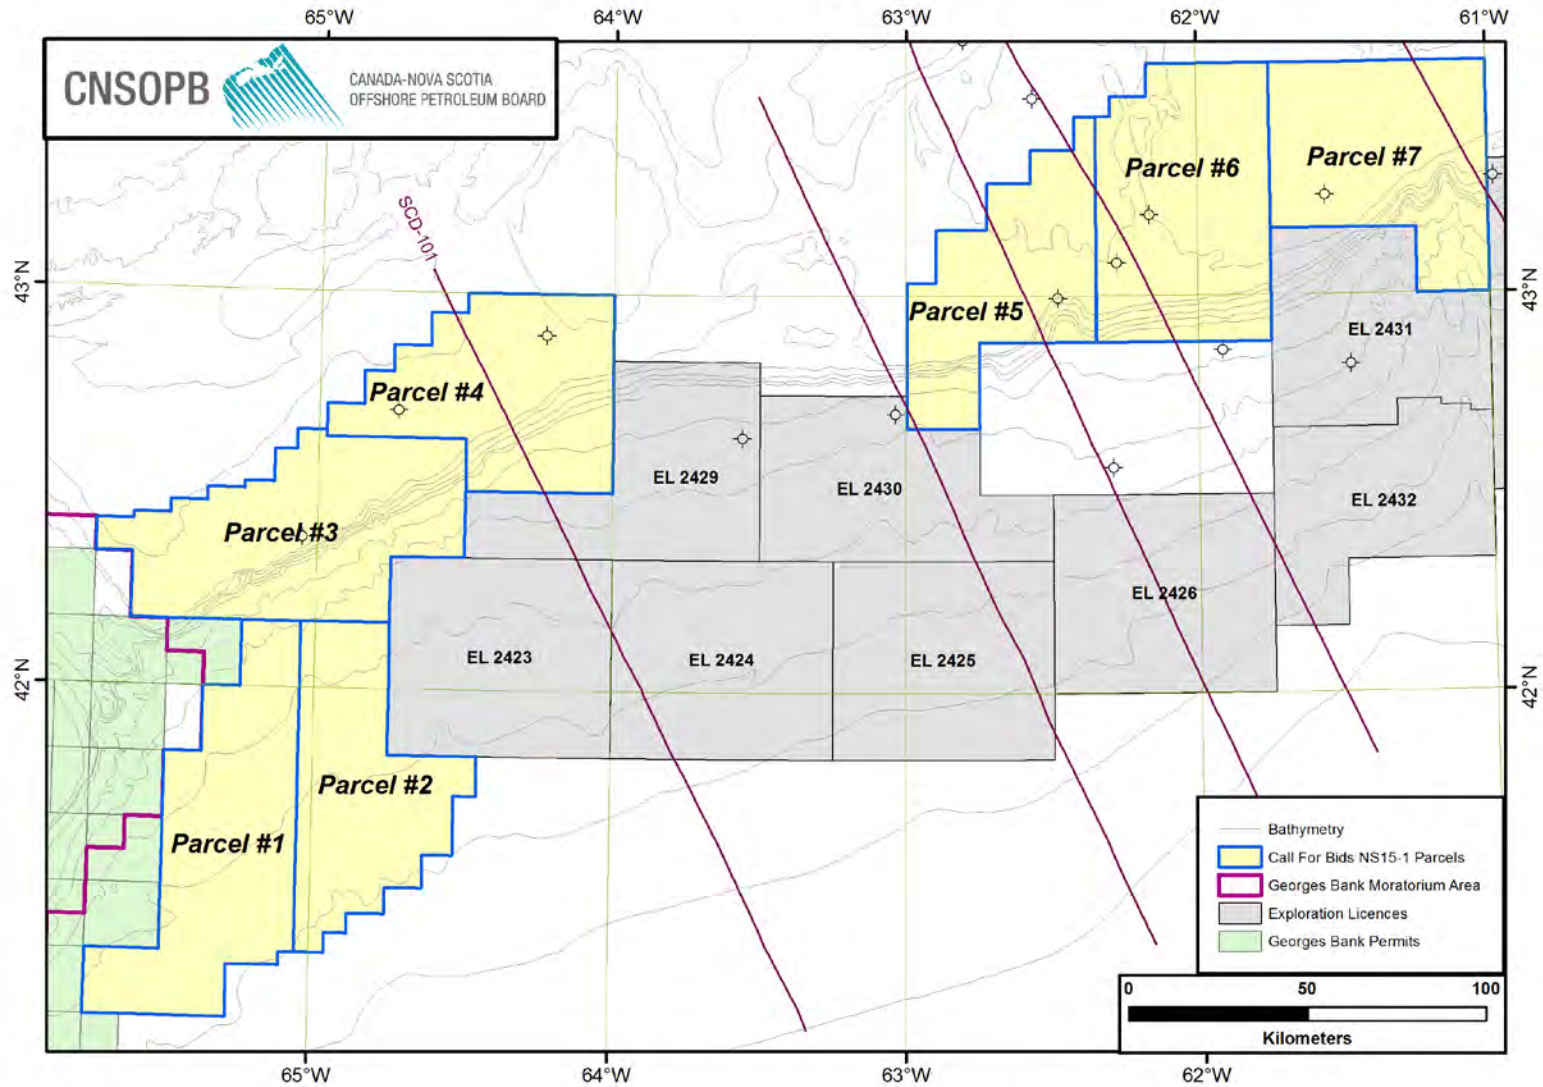 65°W 64°W 63°W 62°W 61°W
CNSOPB
CANADA-NOVA SCOTIA
OFFSHORE PETROLEUM BOARD
Parcel #6
Parcel #7
SCD-101
43°N
43°N
Parcel #5
EL 2431
Parcel #4
EL 2429
EL 2430
EL 2432
Parcel #3
EL 2426
EL 2423
EL 2424
EL 2425
42°N
42°N
Parcel #2
Parcel #1
Bathymetry
Call For Bids NS15-1 Parcels
Georges Bank Moratorium Area
Exploration Licences
Georges Bank Permits
0 50 100
Kilometers
65°W 64°W 63°W 62°W